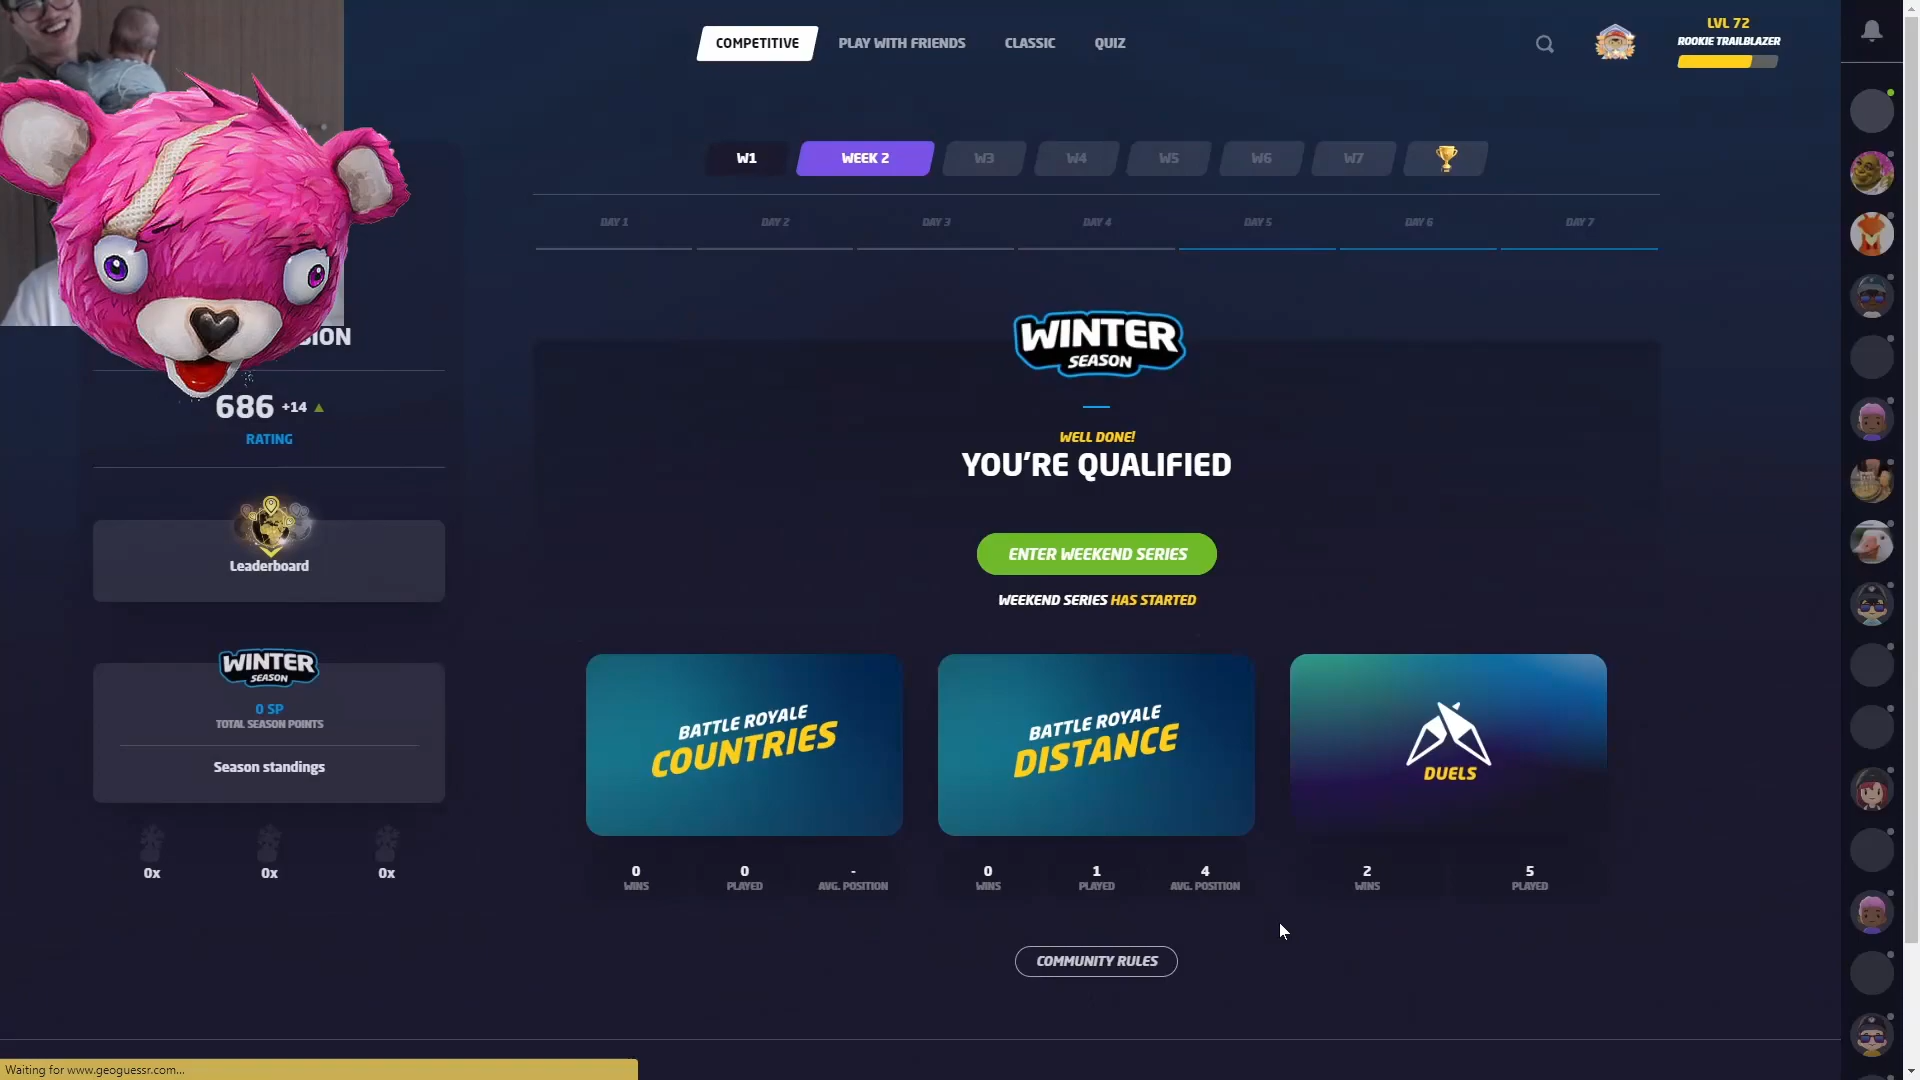 COMPETITIVE
PLAY WITH FRIENDS
CLASSIC
QUIZ
LVL 72
ROOKIE TRAILBLAZER
W1
WEEK 2
W3
W4
W5
W6
W7
DAY 1
DAY 2
DAY 3
DAY 4
DAY 5
DAY 6
DAY 7
686 +14
RATING
Leaderboard
WINTER
SEASON
0 SP
TOTAL SEASON POINTS
Season standings
0x
0x
0x
WINTER
SEASON
WELL DONE!
YOU'RE QUALIFIED
ENTER WEEKEND SERIES
WEEKEND SERIES HAS STARTED
BATTLE ROYALE
COUNTRIES
0
WINS
0
PLAYED
-
AVG. POSITION
BATTLE ROYALE
DISTANCE
0
WINS
1
PLAYED
4
AVG. POSITION
DUELS
2
WINS
5
PLAYED
COMMUNITY RULES
Waiting for www.geoguessr.com...